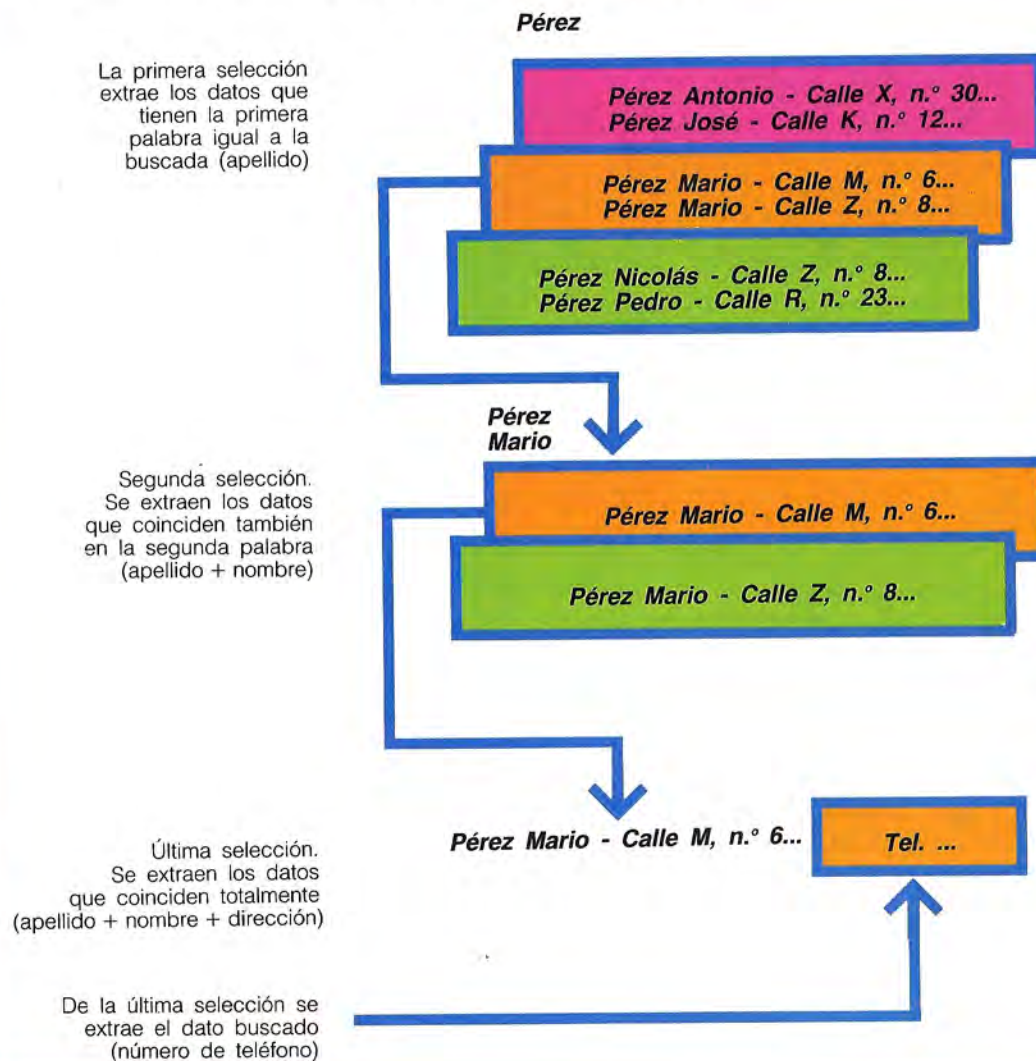 Pérez
La primera selección
extrae los datos que
tienen la primera
palabra igual a la
buscada (apellido)
Pérez Antonio - Calle X, n.º 30...
Pérez José - Calle K, n.º 12...
Pérez Mario - Calle M, n.º 6...
Pérez Mario - Calle Z, n.º 8...
Pérez Nicolás - Calle Z, n.º 8...
Pérez Pedro - Calle R, n.º 23...
Pérez
Mario
Segunda selección.
Se extraen los datos
que coinciden también
en la segunda palabra
(apellido + nombre)
Pérez Mario - Calle M, n.º 6...
Pérez Mario - Calle Z, n.º 8...
Última selección.
Se extraen los datos
que coinciden totalmente
(apellido + nombre + dirección)
Pérez Mario - Calle M, n.º 6...
Tel. ...
De la última selección se
extrae el dato buscado
(número de teléfono)